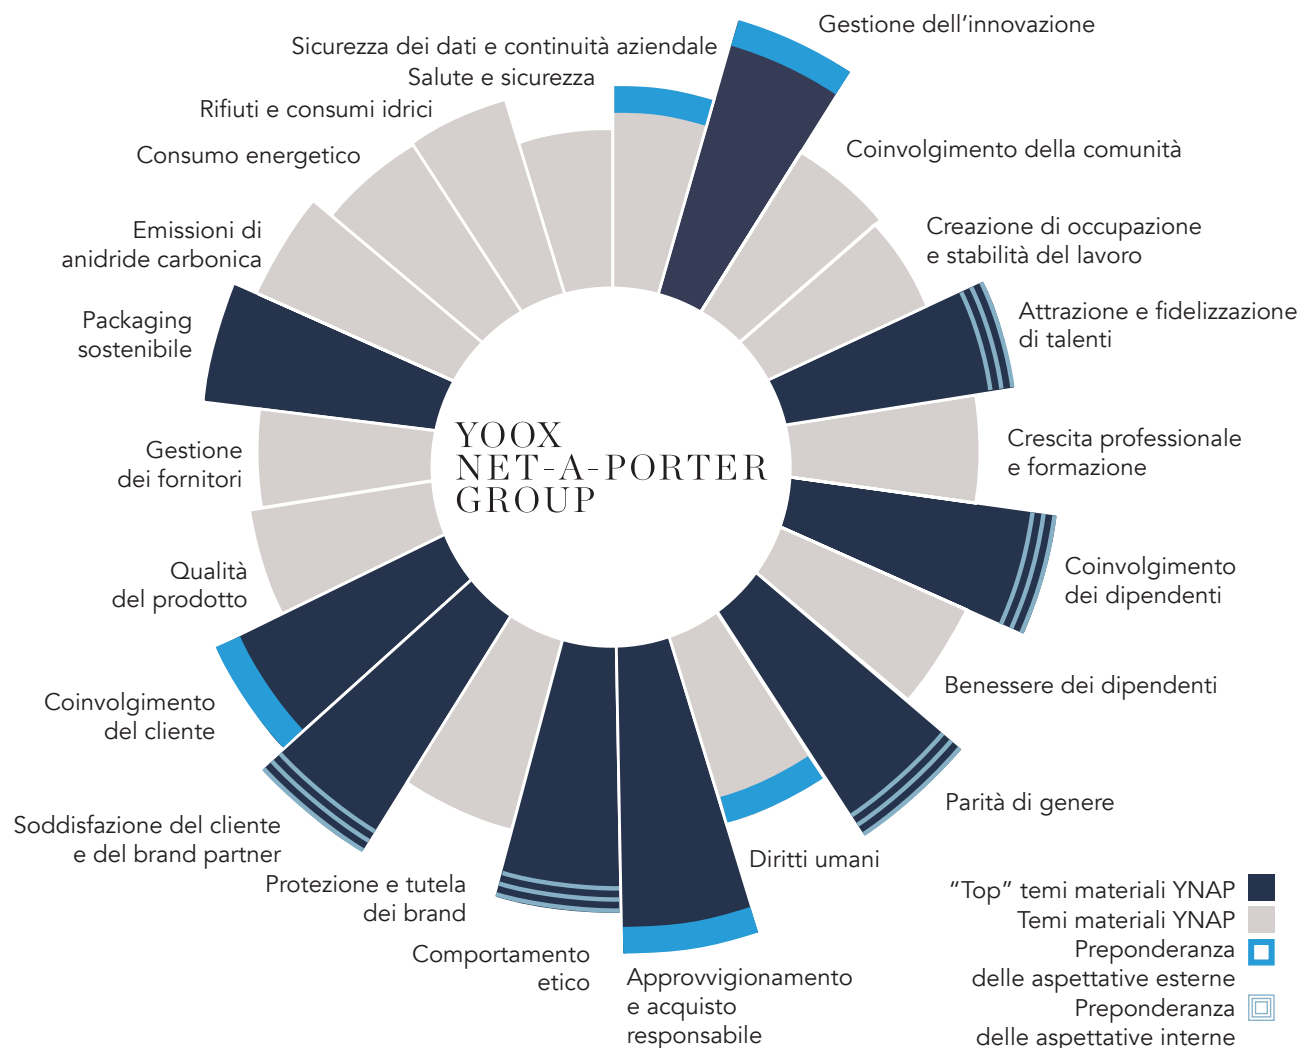 Gestione dell’innovazione
Sicurezza dei dati e continuità aziendale
Salute e sicurezza
Rifiuti e consumi idrici
Coinvolgimento della comunità
Consumo energetico
Creazione di occupazione
e stabilità del lavoro
Emissioni di
anidride carbonica
Attrazione e fidelizzazione
di talenti
Packaging
sostenibile
YOOX
NET-A-PORTER
GROUP
Crescita professionale
e formazione
Gestione
dei fornitori
Coinvolgimento
dei dipendenti
Qualità
del prodotto
Benessere dei dipendenti
Coinvolgimento
del cliente
Parità di genere
Soddisfazione del cliente
e del brand partner
Diritti umani
Protezione e tutela
dei brand
Comportamento
etico
Approvvigionamento
e acquisto
responsabile
“Top” temi materiali YNAP
Temi materiali YNAP
Preponderanza
delle aspettative esterne
Preponderanza
delle aspettative interne